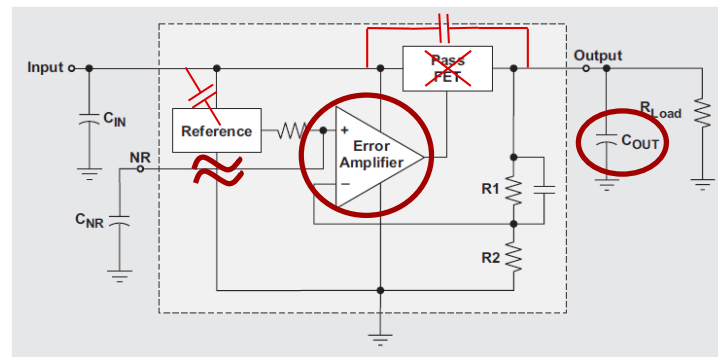 Input
Output
Pass
FET
C_IN
Reference
NR
+
Error
Amplifier
−
R_Load
C_OUT
R1
C_NR
R2